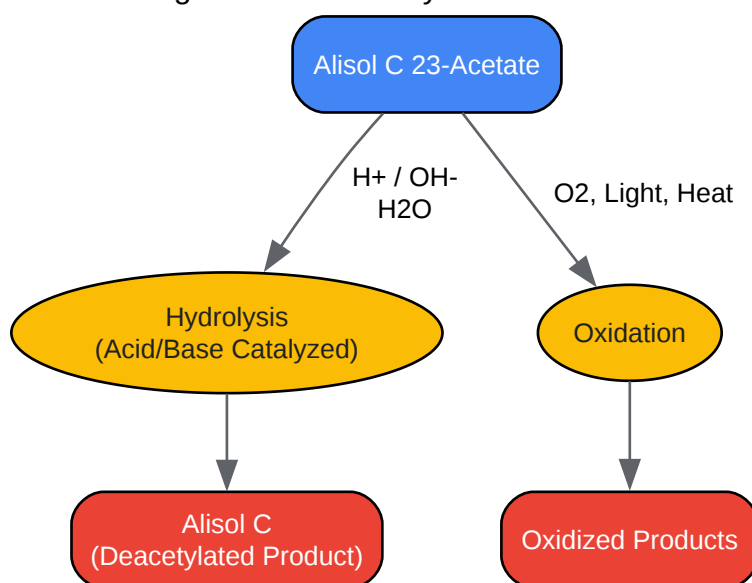 Alisol C 23-Acetate
H+ / OH-
H2O
O2, Light, Heat
Hydrolysis
(Acid/Base Catalyzed)
Oxidation
Alisol C
(Deacetylated Product)
Oxidized Products